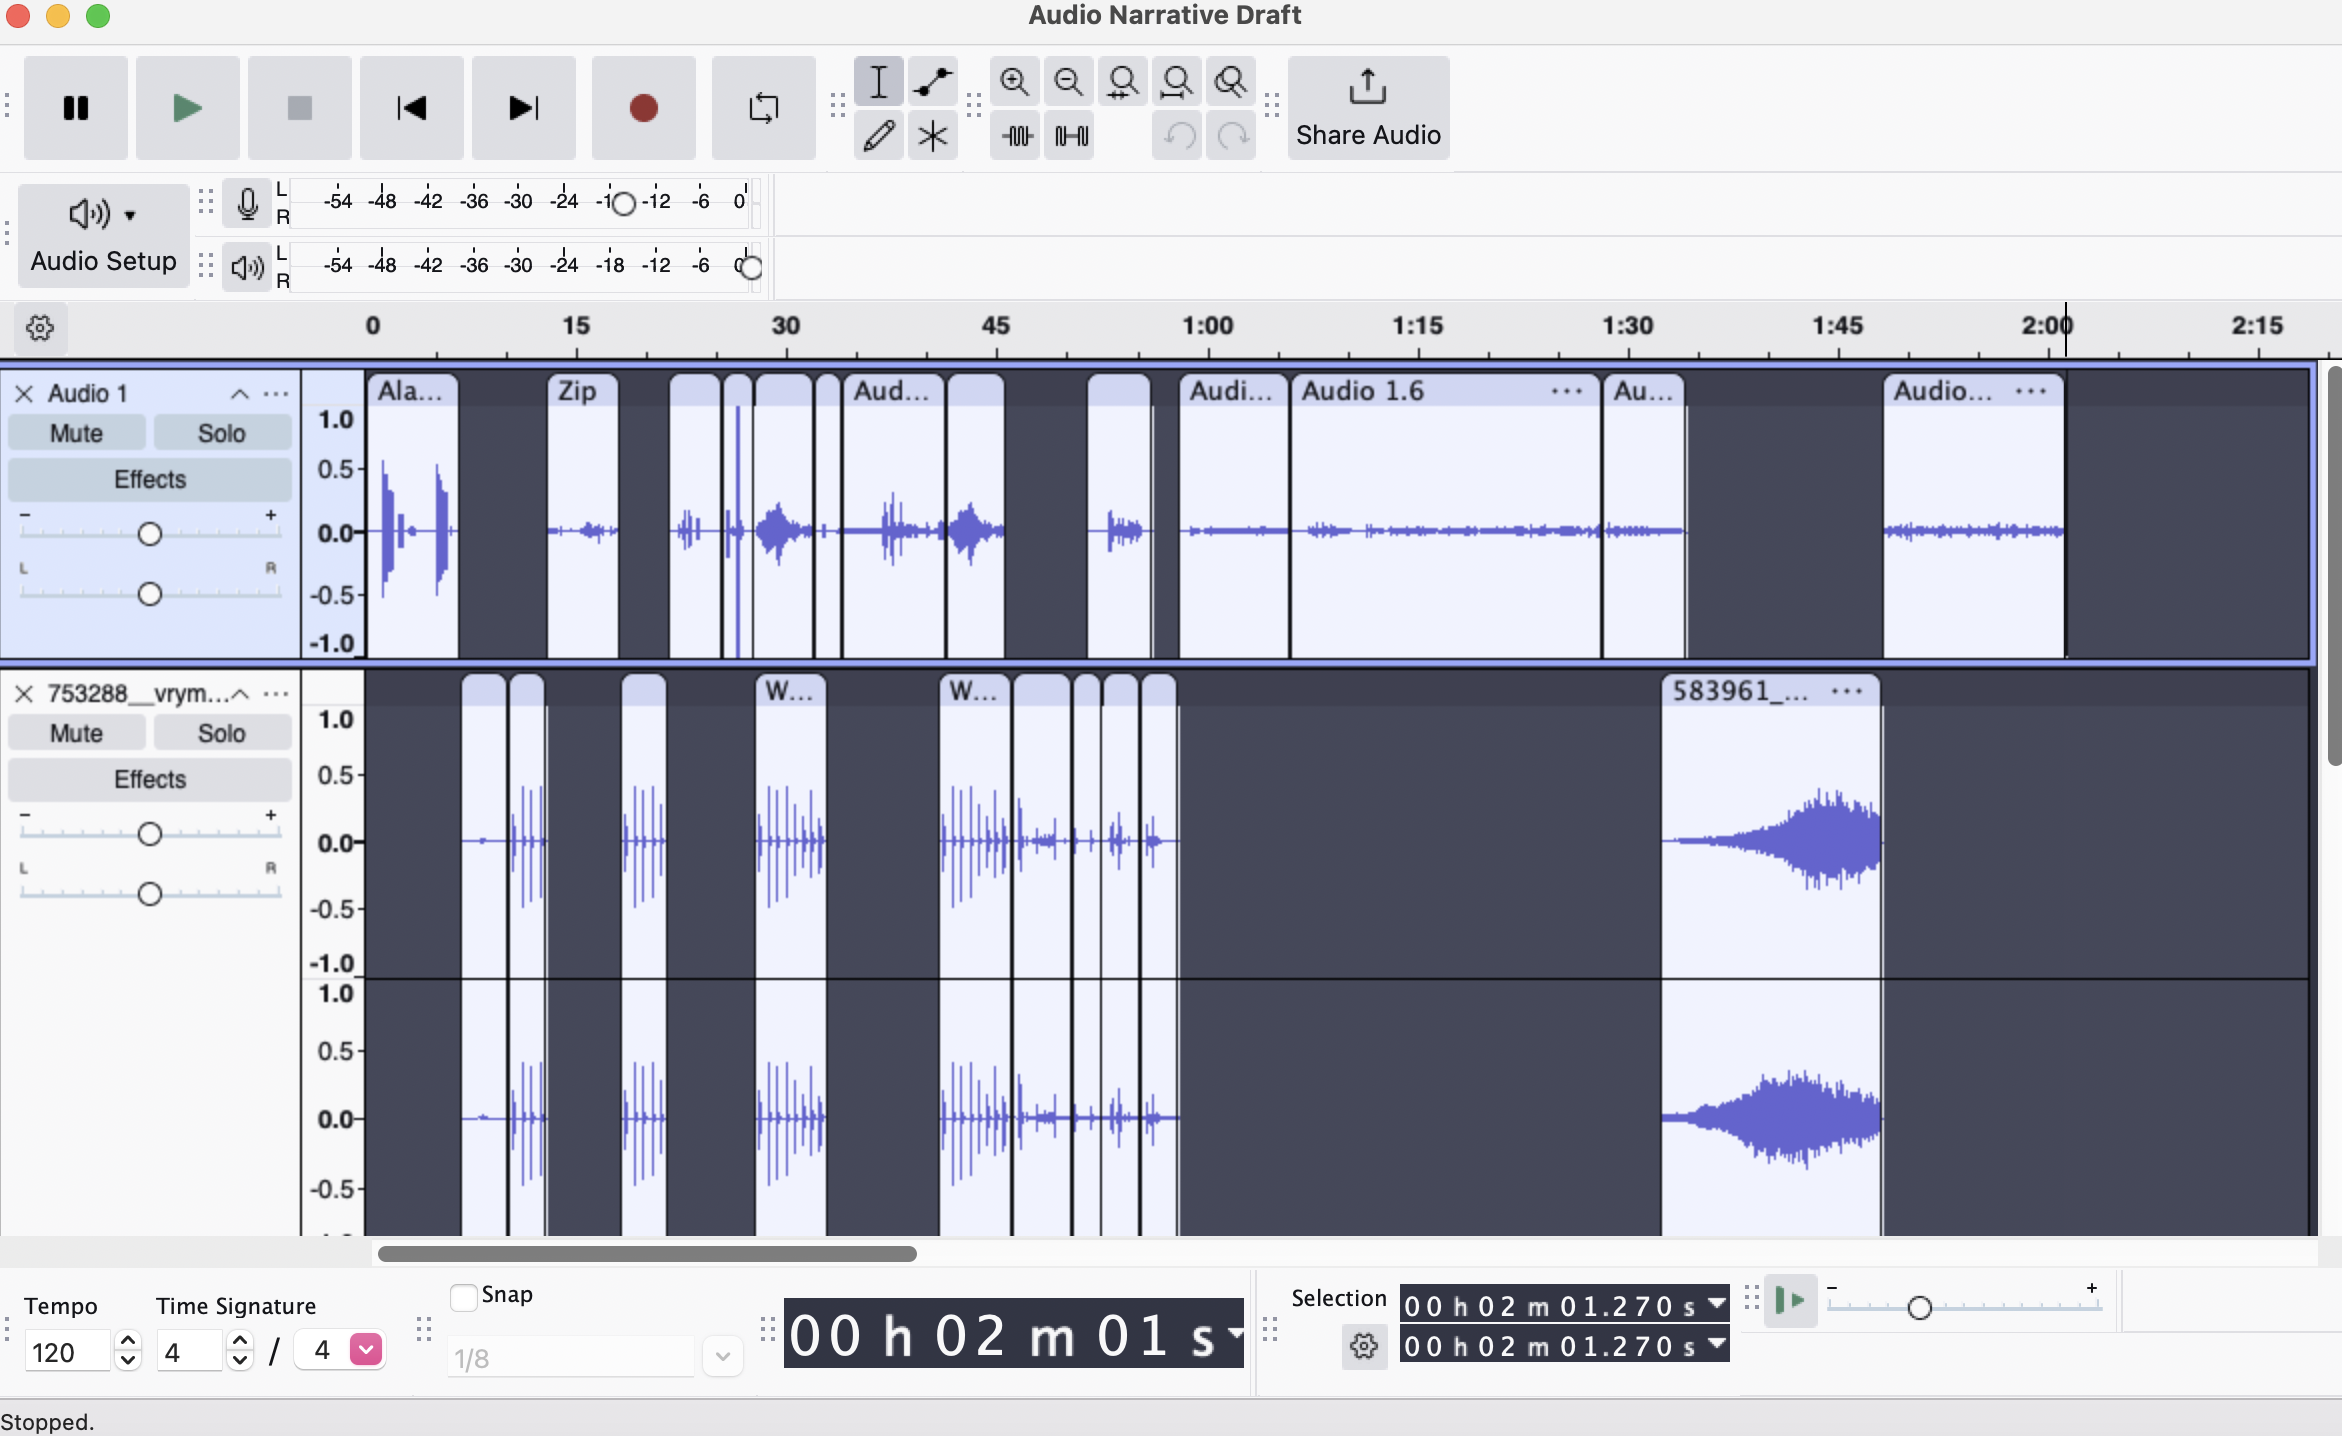 Audio Narrative Draft
Share Audio
Audio Setup
L
R
-54 -48 -42 -36 -30 -24 -1 -12 -6 0
L
R
-54 -48 -42 -36 -30 -24 -18 -12 -6 0
0 15 30 45 1:00 1:15 1:30 1:45 2:00 2:15
Audio 1
Mute Solo
Effects
- +
L R
1.0
0.5
0.0
-0.5
-1.0
Ala... Zip Aud... Audi... Audio 1.6 ... Au... Audio... ...
753288__vrym...
Mute Solo
Effects
- +
L R
1.0
0.5
0.0
-0.5
-1.0
1.0
0.5
0.0
-0.5
W... W... 583961_... ...
Tempo
120
Time Signature
4 / 4
Snap
1/8
00 h 02 m 01 s
Selection
00 h 02 m 01.270 s
00 h 02 m 01.270 s
- +
Stopped.